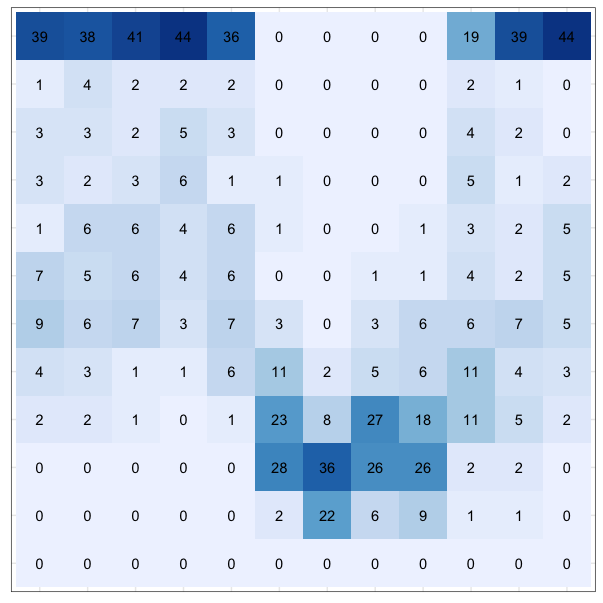 39 38 41 44 36 0 0 0 0 19 39 44
1 4 2 2 2 0 0 0 0 2 1 0
3 3 2 5 3 0 0 0 0 4 2 0
3 2 3 6 1 1 0 0 0 5 1 2
1 6 6 4 6 1 0 0 1 3 2 5
7 5 6 4 6 0 0 1 1 4 2 5
9 6 7 3 7 3 0 3 6 6 7 5
4 3 1 1 6 11 2 5 6 11 4 3
2 2 1 0 1 23 8 27 18 11 5 2
0 0 0 0 0 28 36 26 26 2 2 0
0 0 0 0 0 2 22 6 9 1 1 0
0 0 0 0 0 0 0 0 0 0 0 0